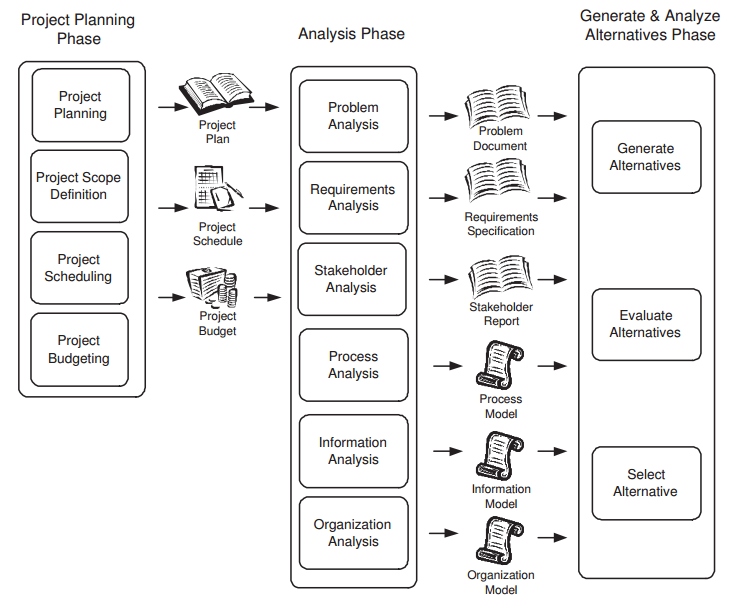 Project Planning
Phase
Project
Planning
Project Scope
Definition
Project
Scheduling
Project
Budgeting
Project
Plan
Project
Schedule
Project
Budget
Analysis Phase
Problem
Analysis
Requirements
Analysis
Stakeholder
Analysis
Process
Analysis
Information
Analysis
Organization
Analysis
Problem
Document
Requirements
Specification
Stakeholder
Report
Process
Model
Information
Model
Organization
Model
Generate & Analyze
Alternatives Phase
Generate
Alternatives
Evaluate
Alternatives
Select
Alternative